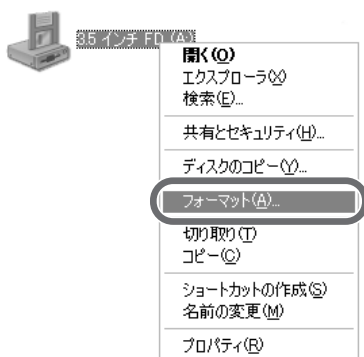 3.5 インチ FD (A:)
開く(O)
エクスプローラ(X)
検索(E)...
共有とセキュリティ(H)...
ディスクのコピー(Y)...
フォーマット(A)...
切り取り(T)
コピー(C)
ショートカットの作成(S)
名前の変更(M)
プロパティ(R)